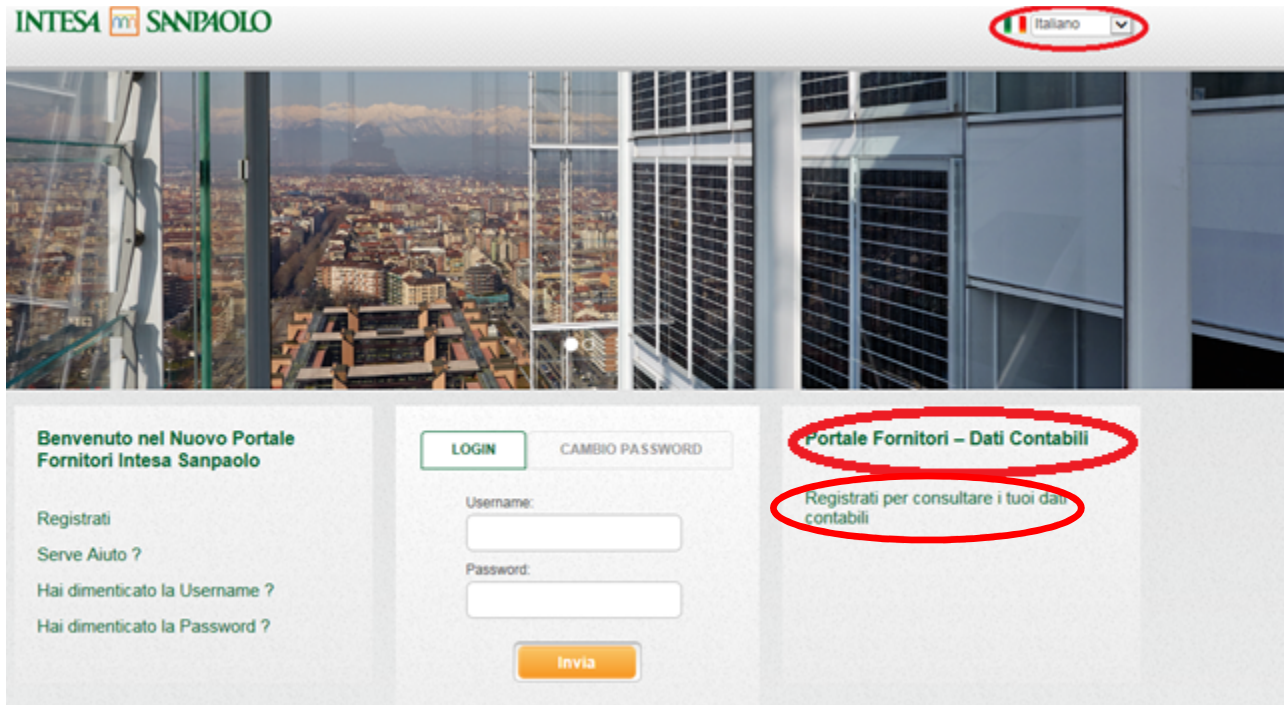 INTESA SANPAOLO
Italiano
Benvenuto nel Nuovo Portale
Fornitori Intesa Sanpaolo
Registrati
Serve Aiuto ?
Hai dimenticato la Username ?
Hai dimenticato la Password ?
LOGIN
CAMBIO PASSWORD
Username:
Password:
Invia
Portale Fornitori – Dati Contabili
Registrati per consultare i tuoi dati
contabili